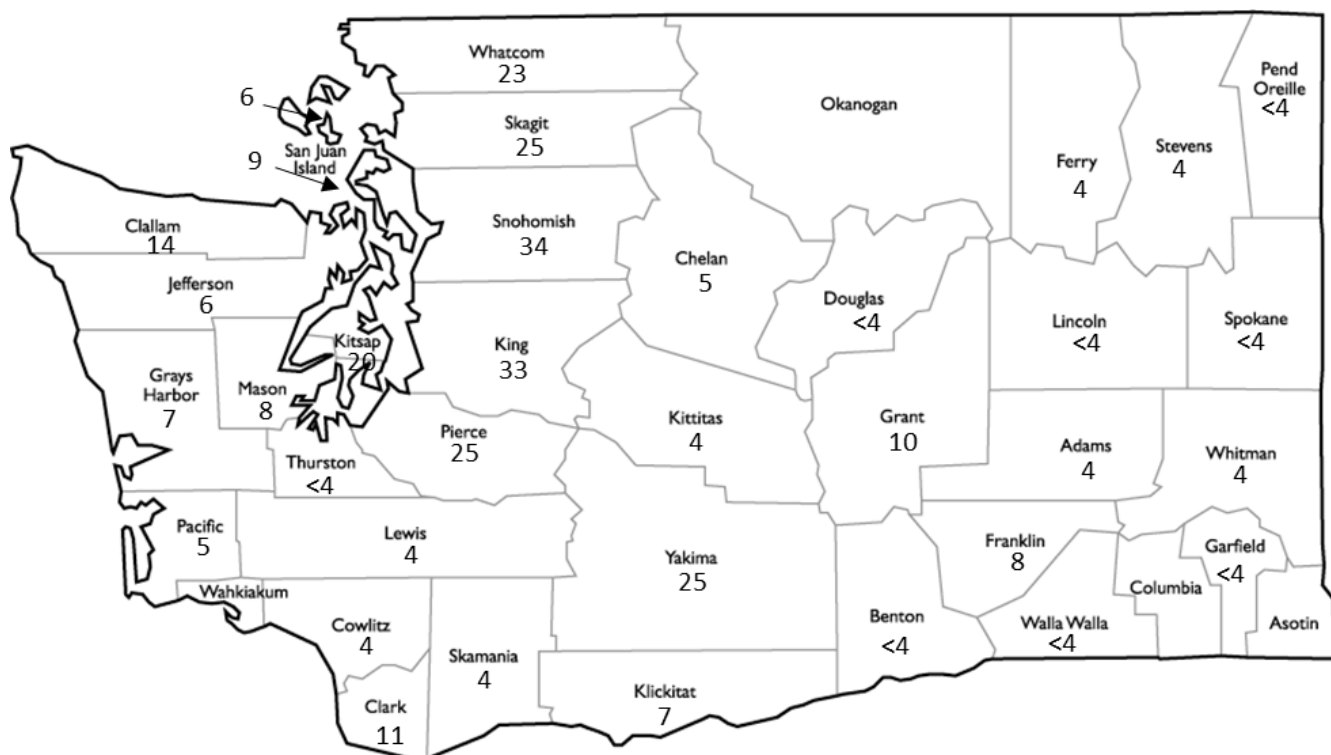 Whatcom
23
Okanogan
Pend
Oreille
<4
6
Skagit
25
San Juan
Island
9
Ferry
4
Stevens
4
Clallam
14
Snohomish
34
Chelan
5
Jefferson
6
Douglas
<4
Lincoln
<4
Spokane
<4
Kitsap
20
King
33
Grays
Harbor
7
Mason
8
Kittitas
4
Grant
10
Pierce
25
Adams
4
Whitman
4
Thurston
<4
Pacific
5
Lewis
4
Yakima
25
Franklin
8
Garfield
<4
Columbia
Wahkiakum
Benton
<4
Walla Walla
<4
Asotin
Cowlitz
4
Skamania
4
Klickitat
7
Clark
11